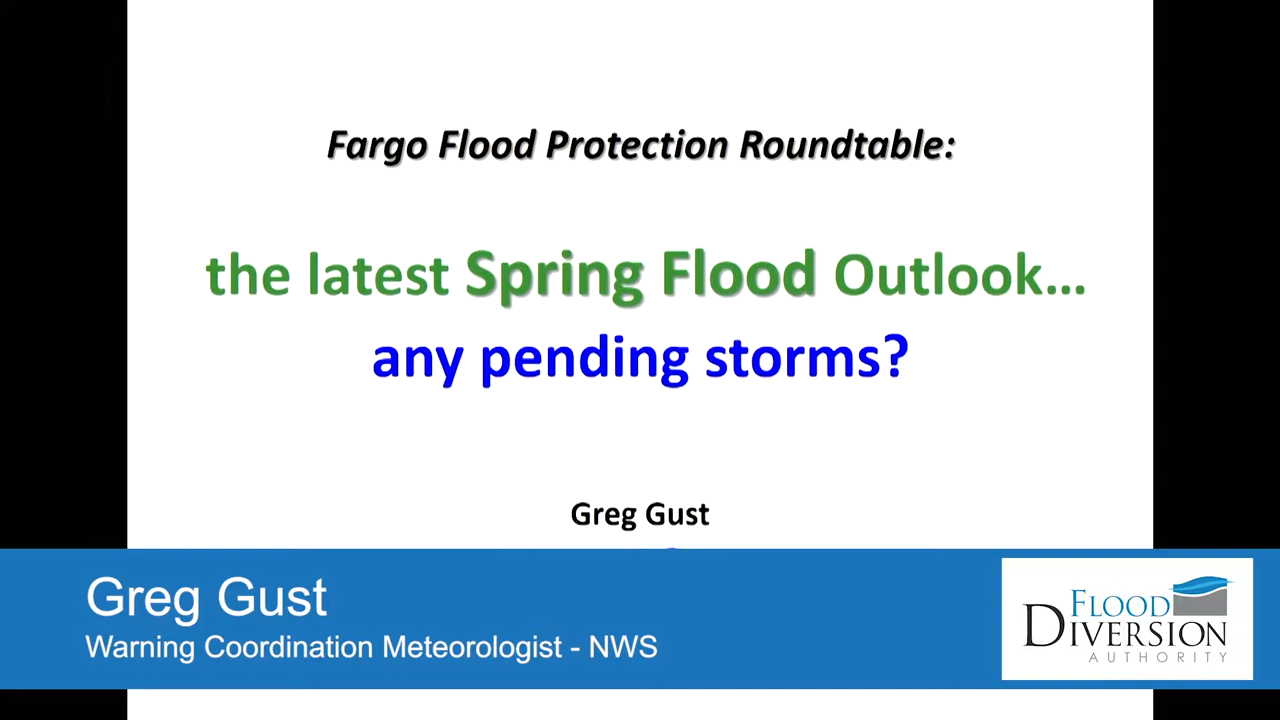 Fargo Flood Protection Roundtable:
the latest Spring Flood Outlook...
any pending storms?
Greg Gust
Greg Gust
Warning Coordination Meteorologist - NWS
FLOOD
DIVERSION
AUTHORITY